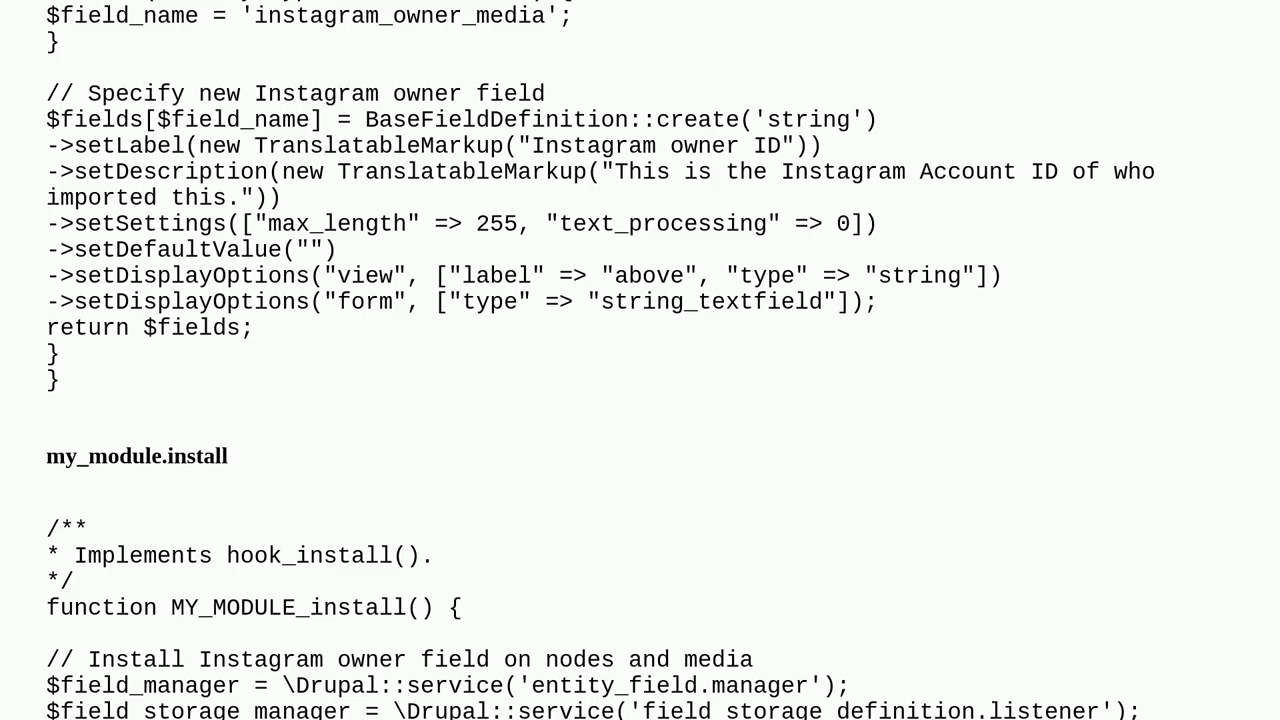 $field_name = 'instagram_owner_media';
}
// Specify new Instagram owner field
$fields[$field_name] = BaseFieldDefinition::create('string')
->setLabel(new TranslatableMarkup("Instagram owner ID"))
->setDescription(new TranslatableMarkup("This is the Instagram Account ID of who
imported this."))
->setSettings(["max_length" => 255, "text_processing" => 0])
->setDefaultValue("")
->setDisplayOptions("view", ["label" => "above", "type" => "string"])
->setDisplayOptions("form", ["type" => "string_textfield"]);
return $fields;
}
}
my_module.install
/**
* Implements hook_install().
*/
function MY_MODULE_install() {
// Install Instagram owner field on nodes and media
$field_manager = \Drupal::service('entity_field.manager');
$field_storage_manager = \Drupal::service('field_storage_definition.listener');